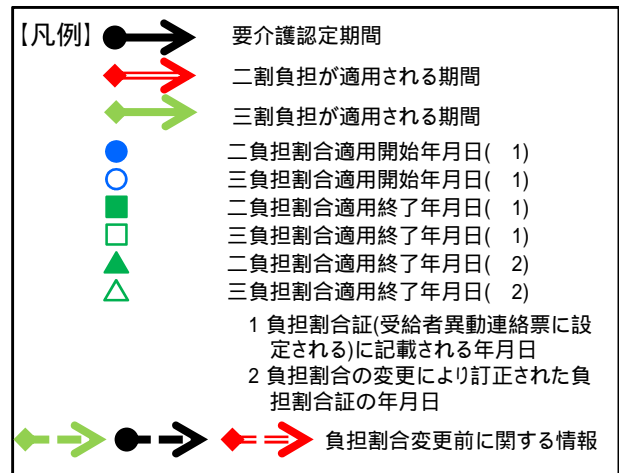 【凡例】 要介護認定期間
二割負担が適用される期間
三割負担が適用される期間
二負担割合適用開始年月日( 1)
三負担割合適用開始年月日( 1)
二負担割合適用終了年月日( 1)
三負担割合適用終了年月日( 1)
二負担割合適用終了年月日( 2)
三負担割合適用終了年月日( 2)
1 負担割合証(受給者異動連絡票に設
定される)に記載される年月日
2 負担割合の変更により訂正された負
担割合証の年月日
負担割合変更前に関する情報